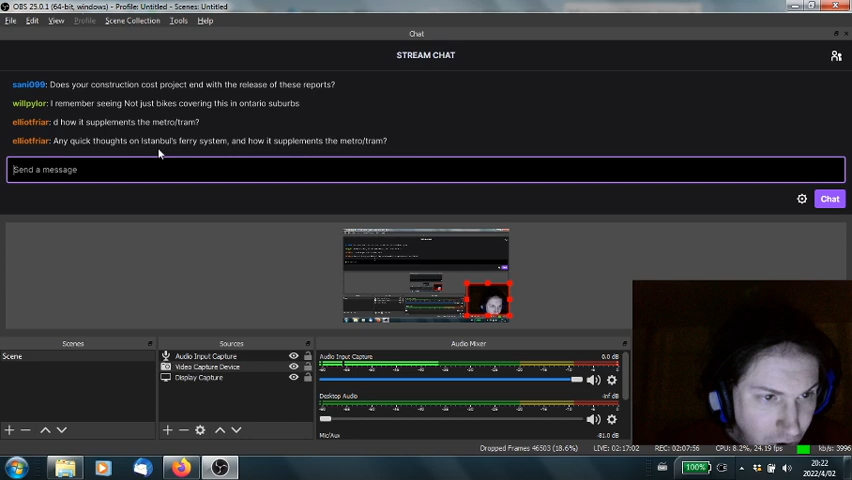 OBS 25.0.1 (64-bit, windows) - Profile: Untitled - Scenes: Untitled
File Edit View Profile Scene Collection Tools Help
Chat
STREAM CHAT
sani099: Does your construction cost project end with the release of these reports?
willpylor: I remember seeing Not just bikes covering this in ontario suburbs
elliotfriar: d how it supplements the metro/tram?
elliotfriar: Any quick thoughts on Istanbul's ferry system, and how it supplements the metro/tram?
Send a message
Chat
Scenes Sources Audio Mixer
Scene
Audio Input Capture
Video Capture Device
Display Capture
Audio Input Capture 0.0 dB
Desktop Audio -inf dB
Mic/Aux -81.0 dB
Dropped Frames 46503 (18.6%) LIVE: 02:17:02 REC: 02:07:56 CPU: 8.2%, 24.19 fps kb/s: 3996
100% 20:22
2022/4/02